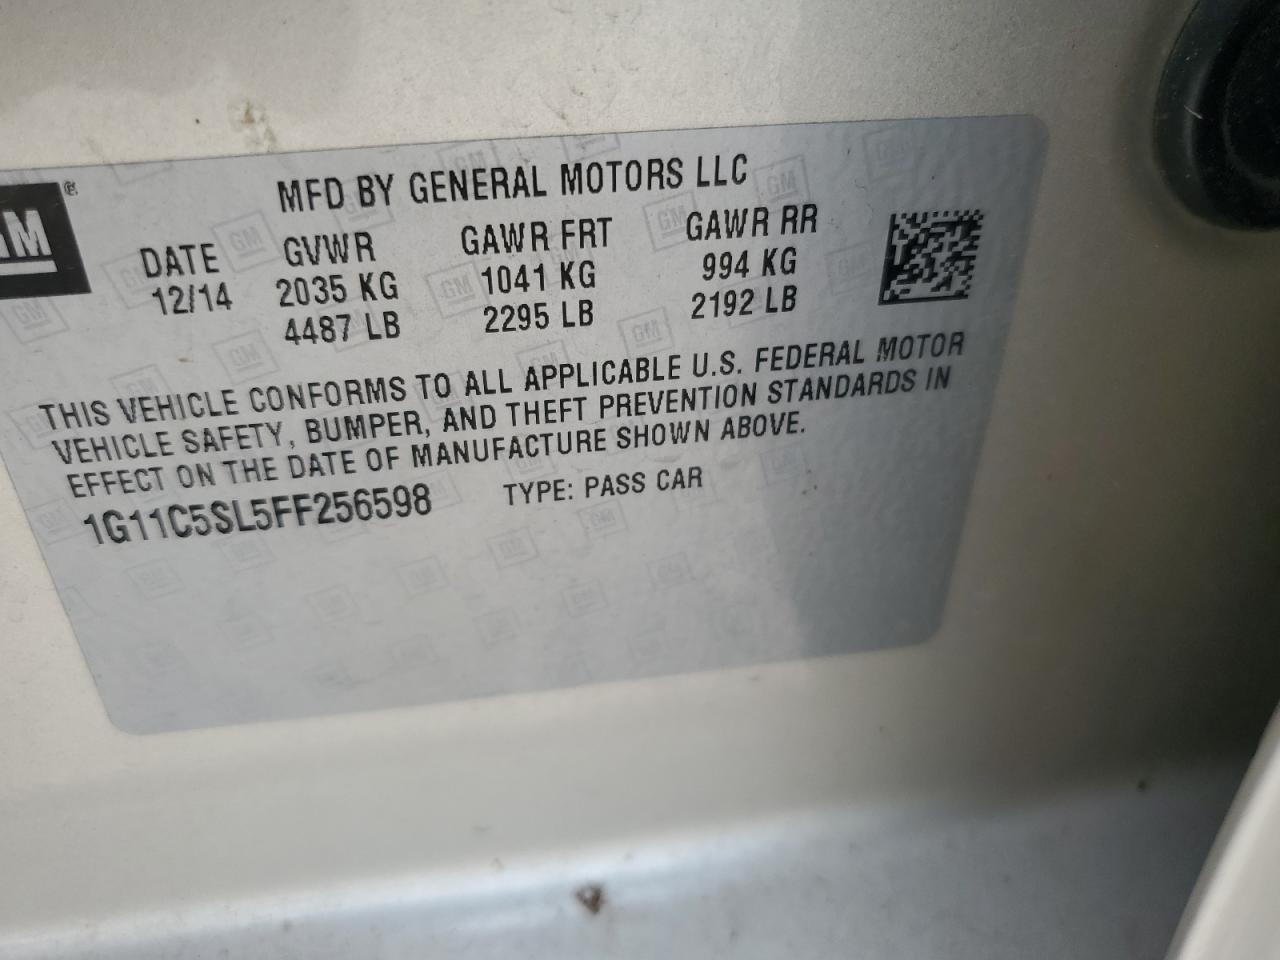 GM ®
MFD BY GENERAL MOTORS LLC
DATE GVWR GAWR FRT GAWR RR
12/14 2035 KG 1041 KG 994 KG
4487 LB 2295 LB 2192 LB
THIS VEHICLE CONFORMS TO ALL APPLICABLE U.S. FEDERAL MOTOR
VEHICLE SAFETY, BUMPER, AND THEFT PREVENTION STANDARDS IN
EFFECT ON THE DATE OF MANUFACTURE SHOWN ABOVE.
1G11C5SL5FF256598 TYPE: PASS CAR